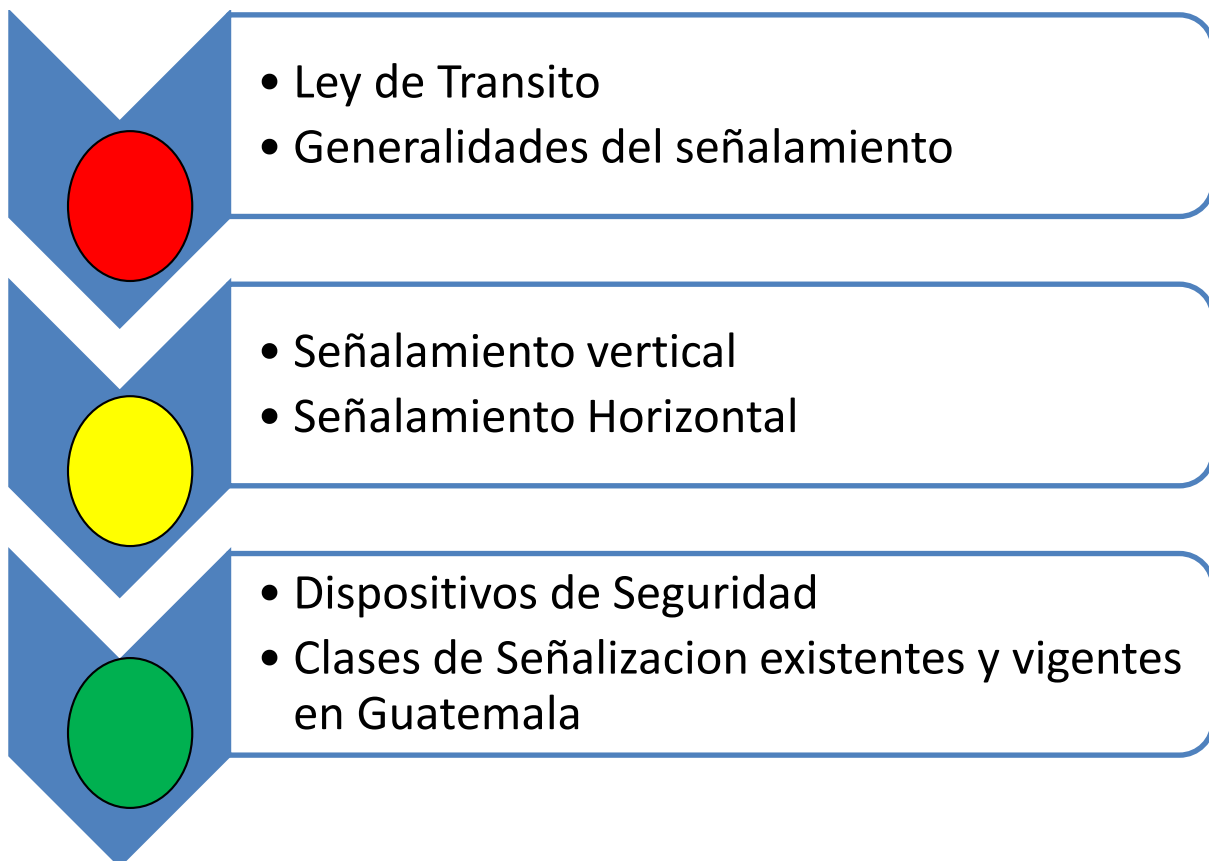 • Ley de Transito
• Generalidades del señalamiento
• Señalamiento vertical
• Señalamiento Horizontal
• Dispositivos de Seguridad
• Clases de Señalizacion existentes y vigentes
en Guatemala